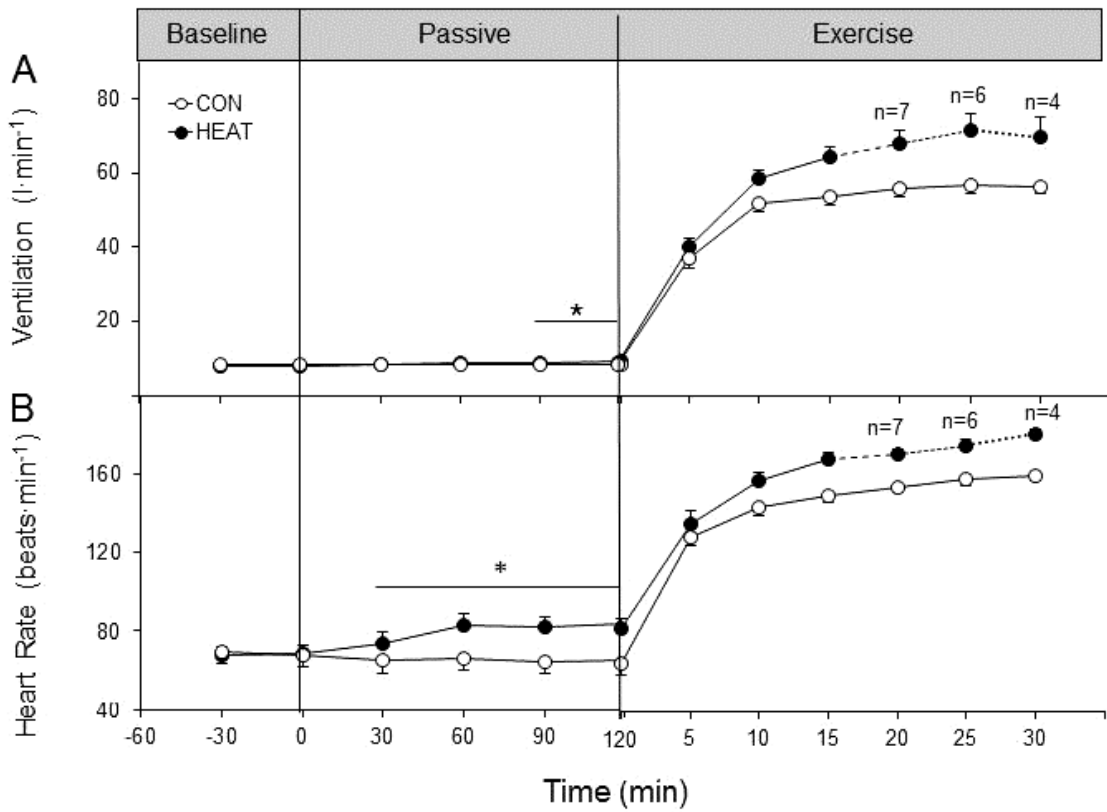 Baseline Passive Exercise
A
Ventilation (l·min⁻¹)
80
60
40
20
CON
HEAT
n=7 n=6 n=4
*
B
Heart Rate (beats·min⁻¹)
160
120
80
40
n=7 n=6 n=4
*
-60 -30 0 30 60 90 120 5 10 15 20 25 30
Time (min)